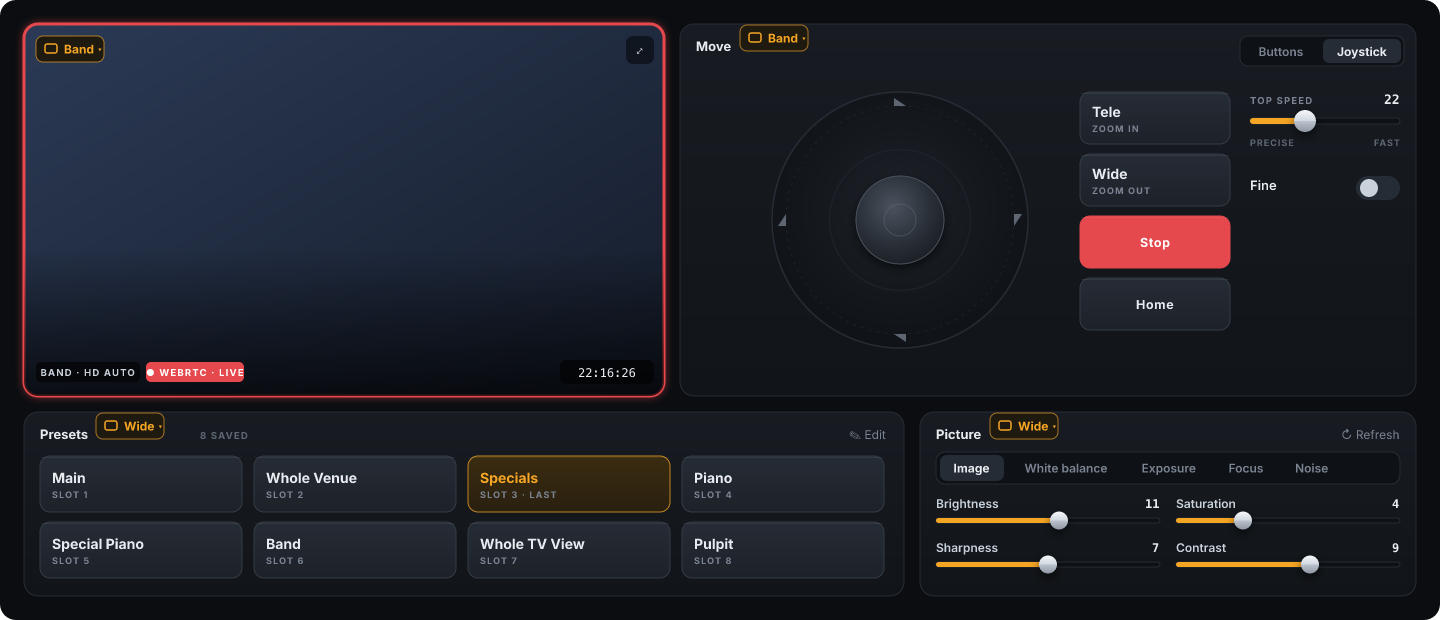 Band
BAND · HD AUTO
WEBRTC · LIVE
22:16:26
Move
Band
Buttons
Joystick
Tele
ZOOM IN
Wide
ZOOM OUT
Stop
Home
TOP SPEED 22
PRECISE FAST
Fine
Presets
Wide
8 SAVED
✎ Edit
Main
SLOT 1
Whole Venue
SLOT 2
Specials
SLOT 3 · LAST
Piano
SLOT 4
Special Piano
SLOT 5
Band
SLOT 6
Whole TV View
SLOT 7
Pulpit
SLOT 8
Picture
Wide
↻ Refresh
Image White balance Exposure Focus Noise
Brightness 11
Saturation 4
Sharpness 7
Contrast 9